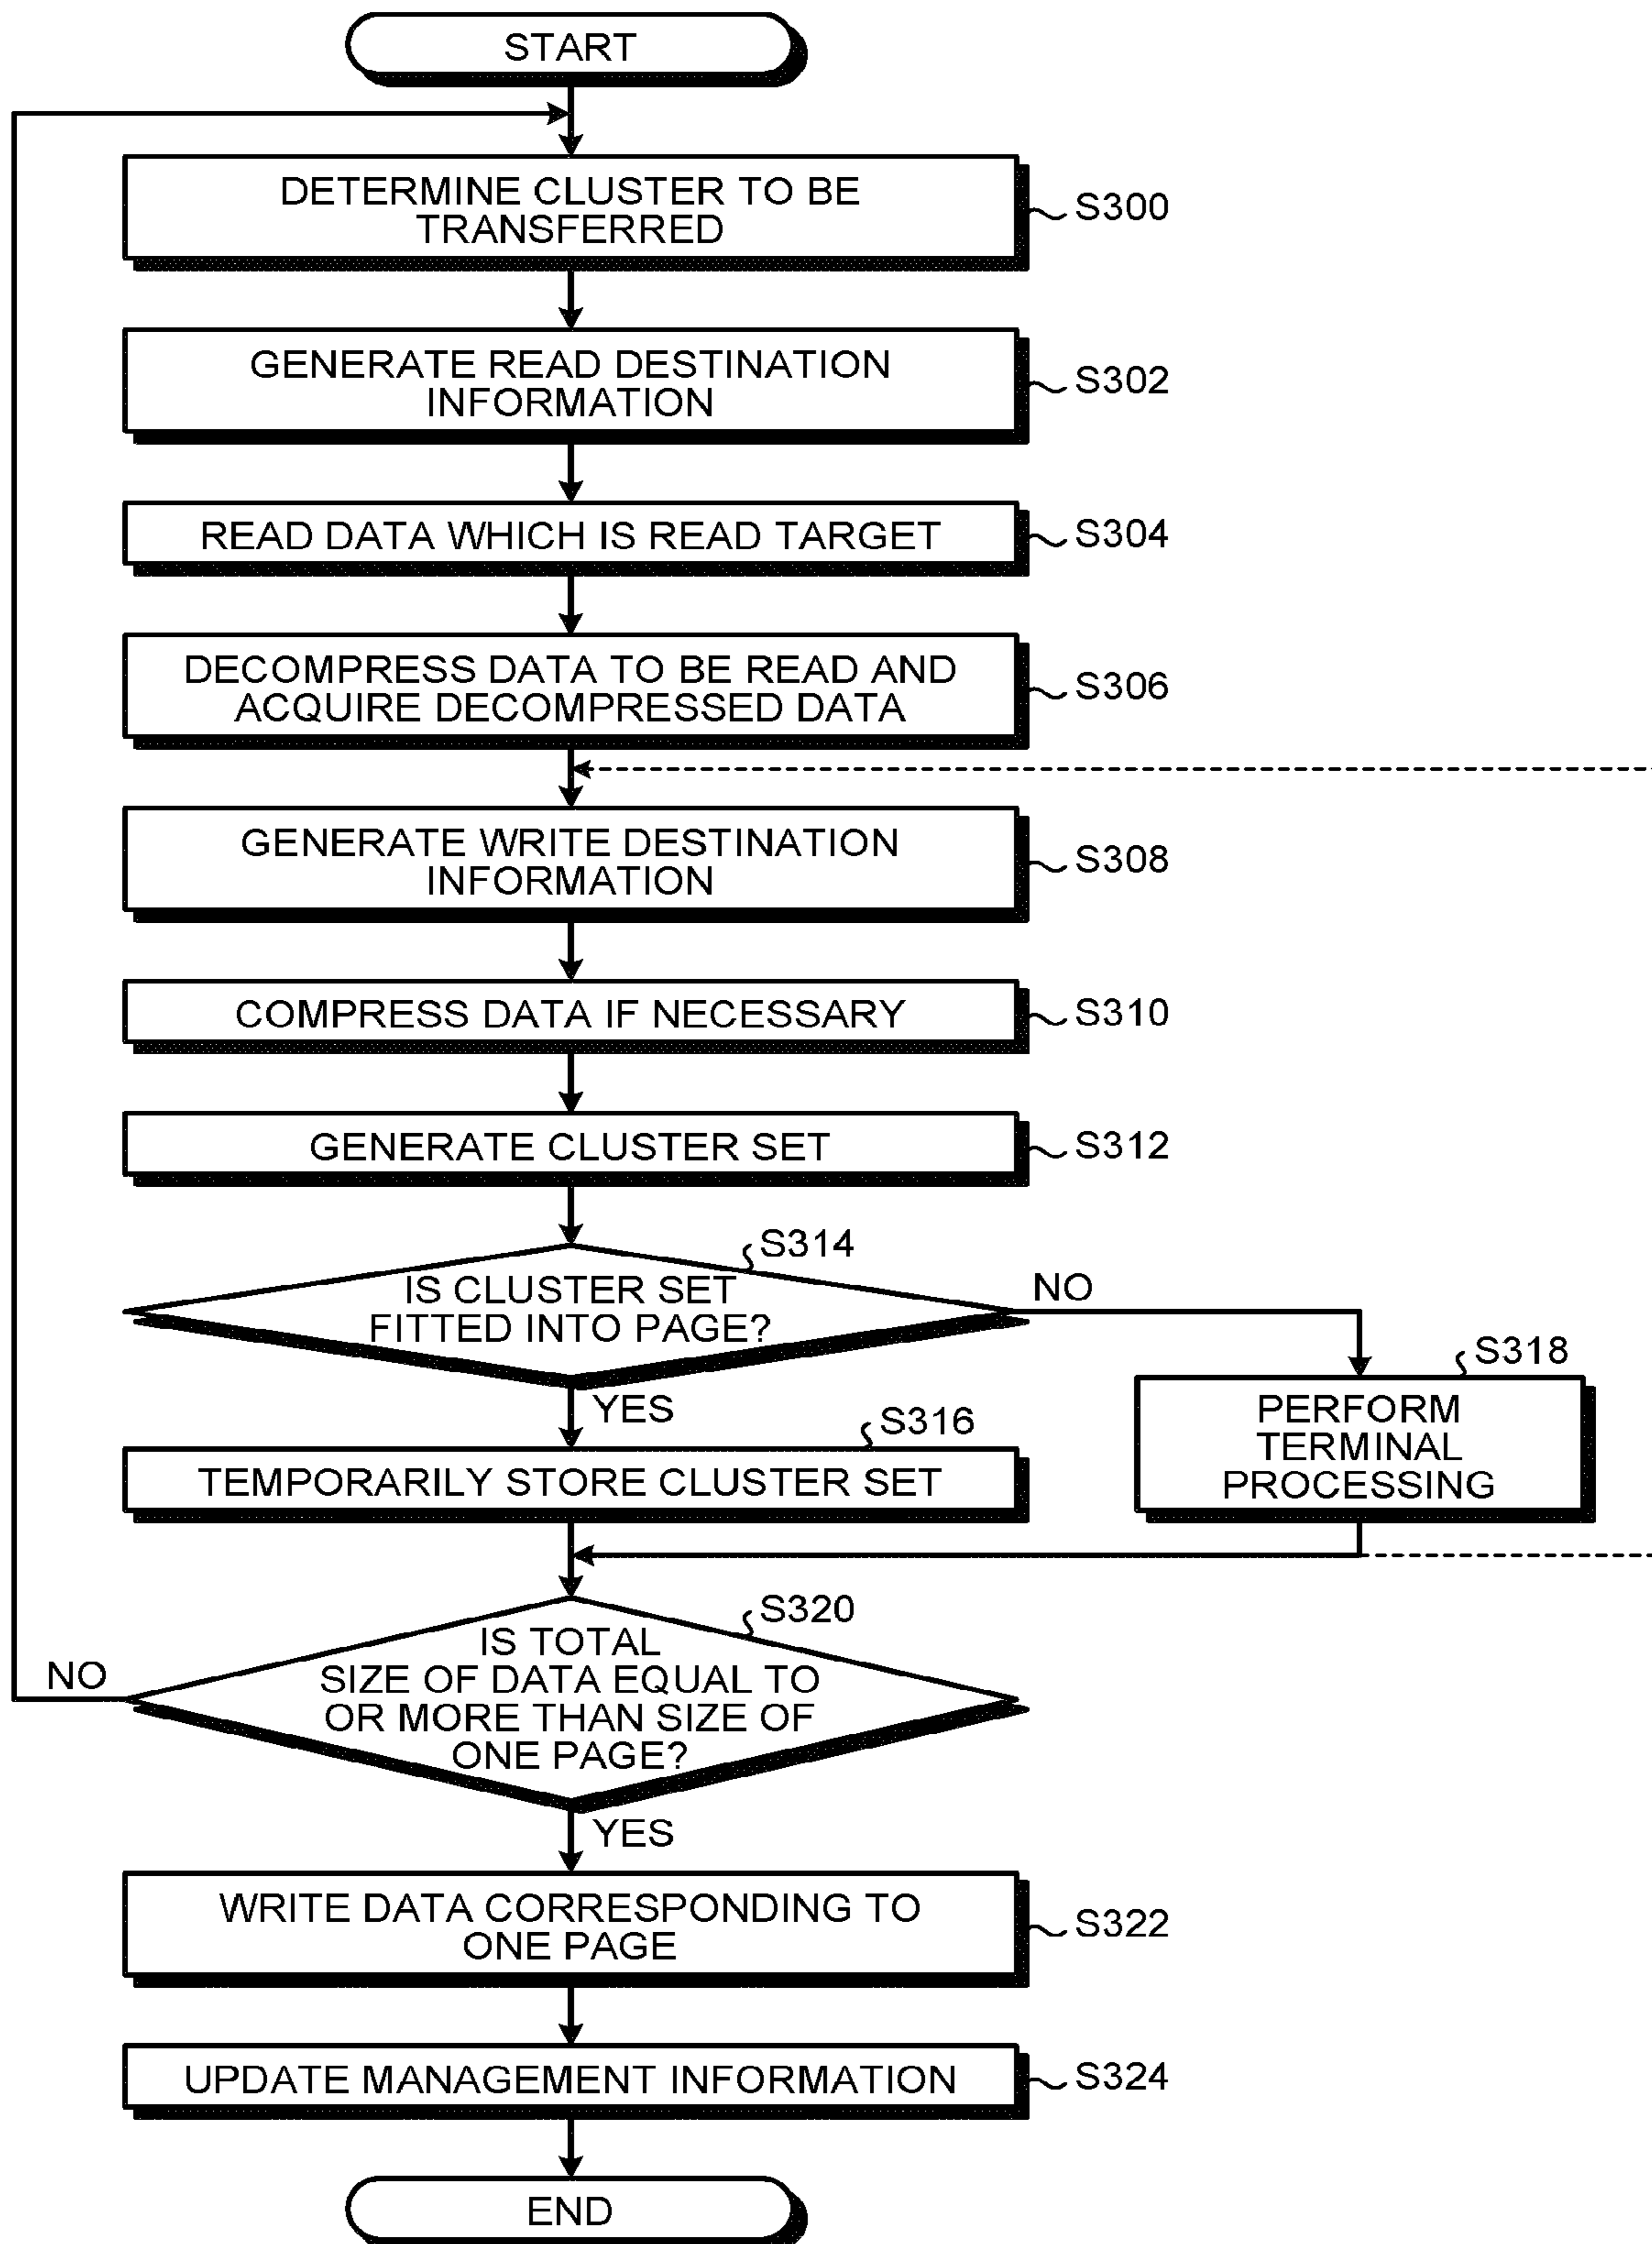 START
DETERMINE CLUSTER TO BE
TRANSFERRED
S300
GENERATE READ DESTINATION
INFORMATION
S302
READ DATA WHICH IS READ TARGET
S304
DECOMPRESS DATA TO BE READ AND
ACQUIRE DECOMPRESSED DATA
S306
GENERATE WRITE DESTINATION
INFORMATION
S308
COMPRESS DATA IF NECESSARY
S310
GENERATE CLUSTER SET
S312
S314
IS CLUSTER SET
FITTED INTO PAGE?
NO
YES
S318
PERFORM
TERMINAL
PROCESSING
S316
TEMPORARILY STORE CLUSTER SET
S320
IS TOTAL
SIZE OF DATA EQUAL TO
OR MORE THAN SIZE OF
ONE PAGE?
NO
YES
WRITE DATA CORRESPONDING TO
ONE PAGE
S322
UPDATE MANAGEMENT INFORMATION
S324
END